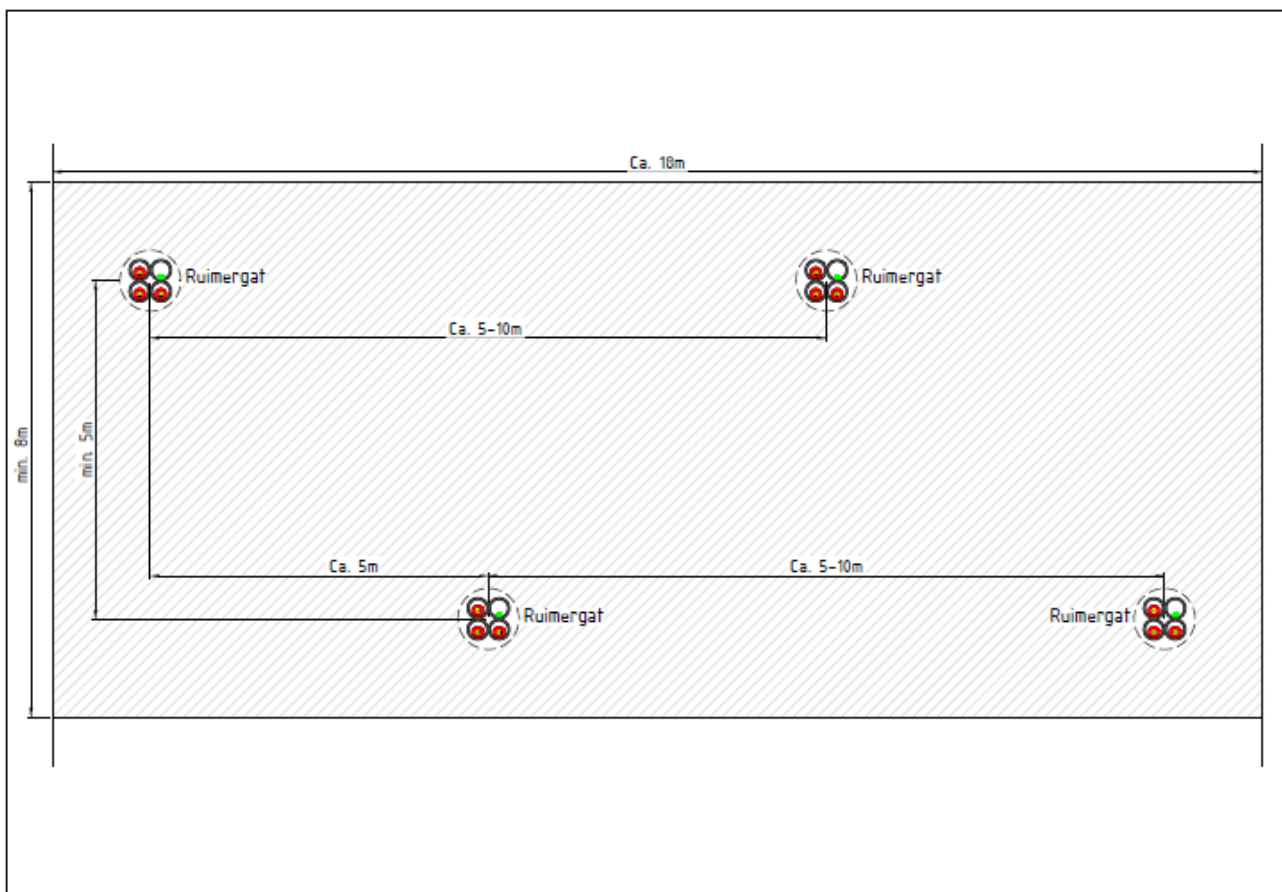 Ca. 18m
Ruimergat
Ruimergat
Ca. 5-10m
min. 8m
min. 5m
Ca. 5m
Ca. 5-10m
Ruimergat
Ruimergat